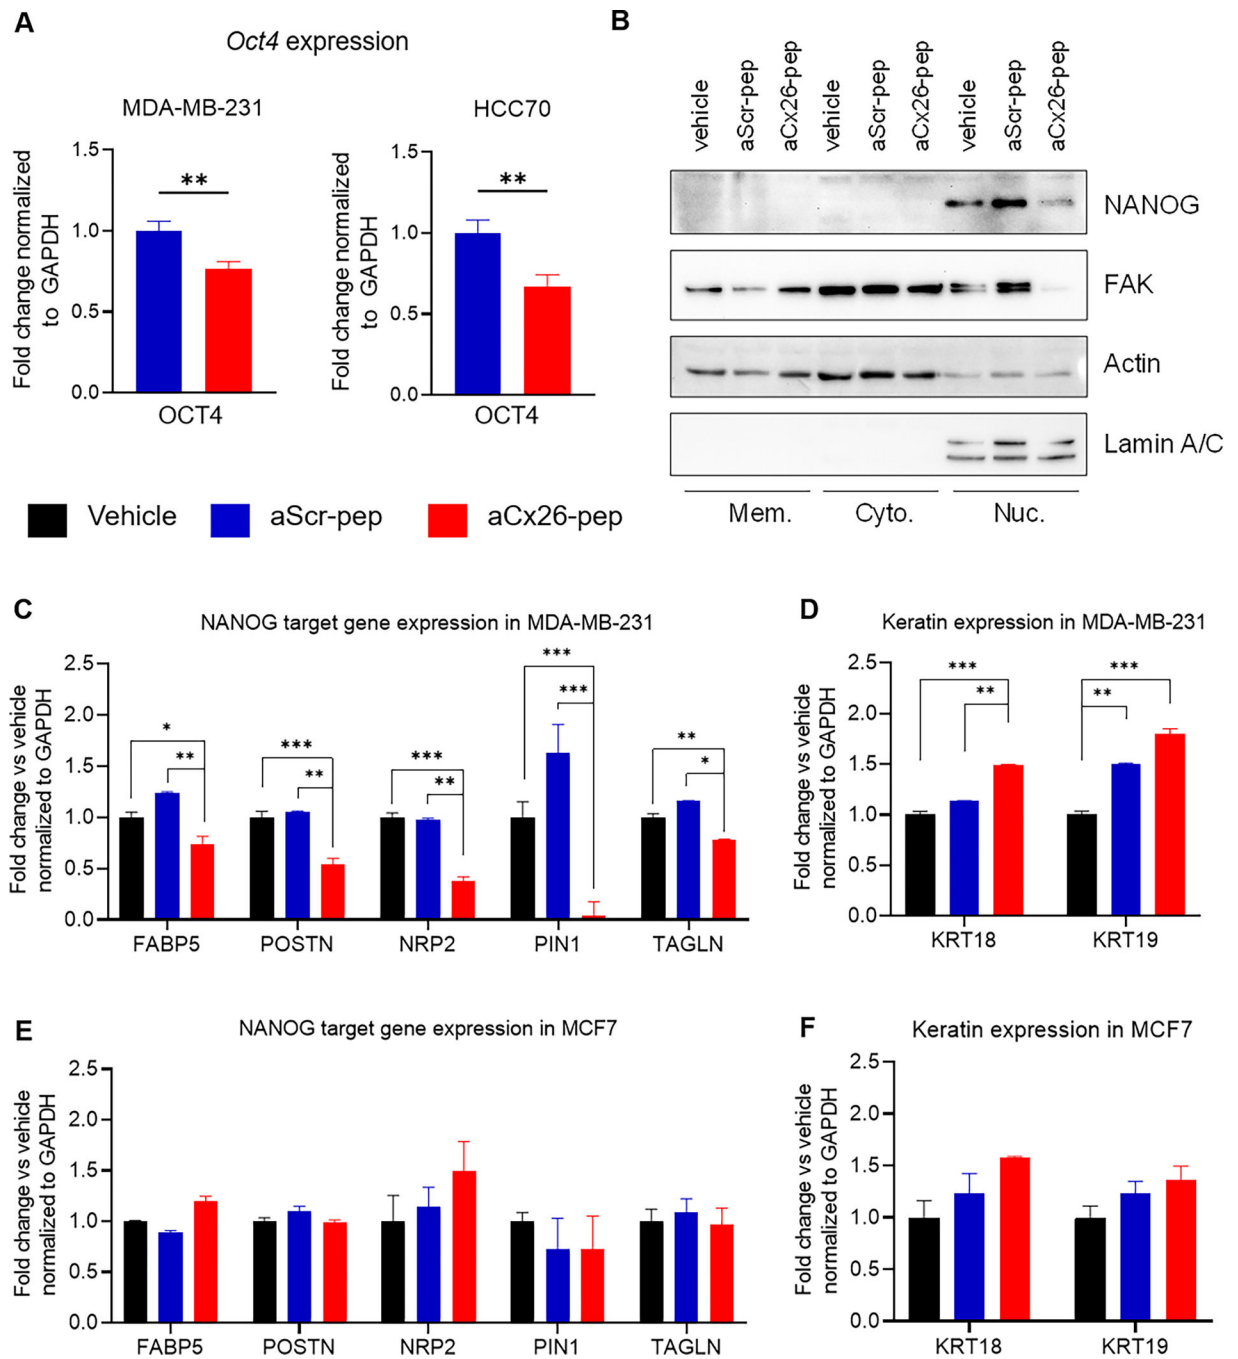 A
Oct4 expression
MDA-MB-231
Fold change normalized
to GAPDH
1.5
1.0
0.5
0.0
**
OCT4
HCC70
Fold change normalized
to GAPDH
1.5
1.0
0.5
0.0
**
OCT4
B
vehicle
aScr-pep
aCx26-pep
vehicle
aScr-pep
aCx26-pep
vehicle
aScr-pep
aCx26-pep
NANOG
FAK
Actin
Lamin A/C
Mem. Cyto. Nuc.
Vehicle aScr-pep aCx26-pep
C
NANOG target gene expression in MDA-MB-231
Fold change vs vehicle
normalized to GAPDH
2.5
2.0
1.5
1.0
0.5
0.0
*
**
***
**
***
**
***
***
**
*
FABP5 POSTN NRP2 PIN1 TAGLN
D
Keratin expression in MDA-MB-231
Fold change vs vehicle
normalized to GAPDH
2.5
2.0
1.5
1.0
0.5
0.0
***
**
***
**
KRT18 KRT19
E
NANOG target gene expression in MCF7
Fold change vs vehicle
normalized to GAPDH
2.5
2.0
1.5
1.0
0.5
0.0
FABP5 POSTN NRP2 PIN1 TAGLN
F
Keratin expression in MCF7
Fold change vs vehicle
normalized to GAPDH
2.5
2.0
1.5
1.0
0.5
0.0
KRT18 KRT19